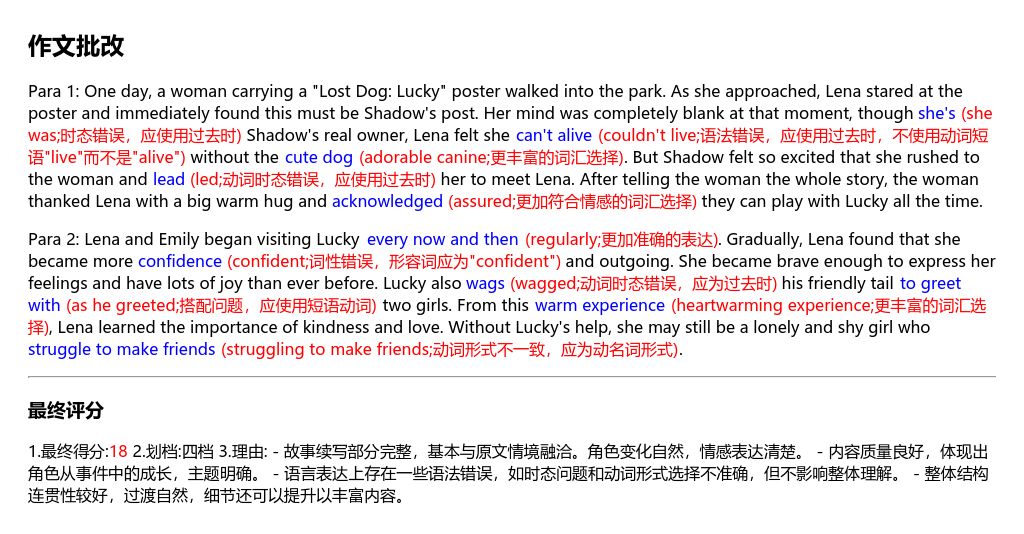 作文批改
Para 1: One day, a woman carrying a "Lost Dog: Lucky" poster walked into the park. As she approached, Lena stared at the
poster and immediately found this must be Shadow's post. Her mind was completely blank at that moment, though she's (she
was;时态错误，应使用过去时) Shadow's real owner, Lena felt she can't alive (couldn't live;语法错误，应使用过去时，不使用动词短
语"live"而不是"alive") without the cute dog (adorable canine;更丰富的词汇选择). But Shadow felt so excited that she rushed to
the woman and lead (led;动词时态错误，应使用过去时) her to meet Lena. After telling the woman the whole story, the woman
thanked Lena with a big warm hug and acknowledged (assured;更加符合情感的词汇选择) they can play with Lucky all the time.
Para 2: Lena and Emily began visiting Lucky every now and then (regularly;更加准确的表达). Gradually, Lena found that she
became more confidence (confident;词性错误，形容词应为"confident") and outgoing. She became brave enough to express her
feelings and have lots of joy than ever before. Lucky also wags (wagged;动词时态错误，应为过去时) his friendly tail to greet
with (as he greeted;搭配问题，应使用短语动词) two girls. From this warm experience (heartwarming experience;更丰富的词汇选
择), Lena learned the importance of kindness and love. Without Lucky's help, she may still be a lonely and shy girl who
struggle to make friends (struggling to make friends;动词形式不一致，应为动名词形式).
最终评分
1.最终得分:18 2.划档:四档 3.理由: - 故事续写部分完整，基本与原文情境融洽。角色变化自然，情感表达清楚。 - 内容质量良好，体现出
角色从事件中的成长，主题明确。 - 语言表达上存在一些语法错误，如时态问题和动词形式选择不准确，但不影响整体理解。 - 整体结构
连贯性较好，过渡自然，细节还可以提升以丰富内容。